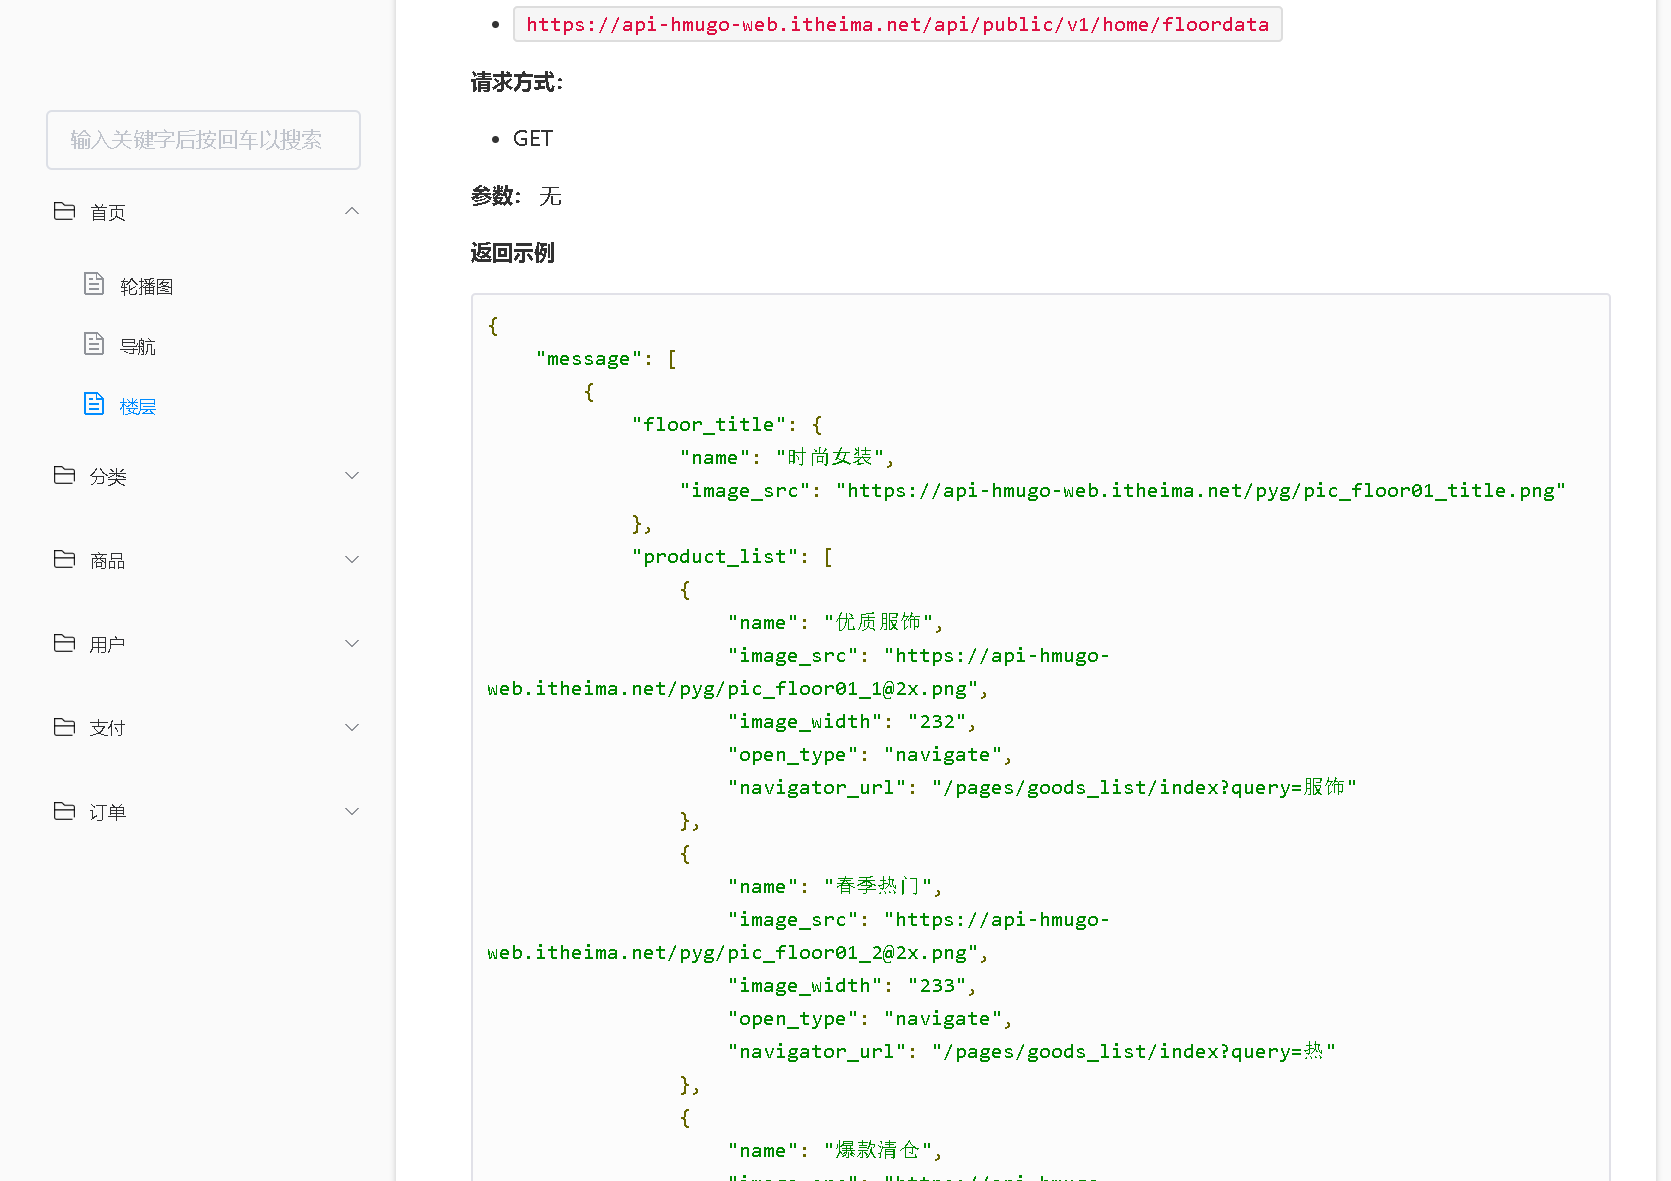 输入关键字后按回车以搜索
首页
轮播图
导航
楼层
分类
商品
用户
支付
订单
https://api-hmugo-web.itheima.net/api/public/v1/home/floordata
请求方式：
GET
参数： 无
返回示例
{
"message": [
{
"floor_title": {
"name": "时尚女装",
"image_src": "https://api-hmugo-web.itheima.net/pyg/pic_floor01_title.png"
},
"product_list": [
{
"name": "优质服饰",
"image_src": "https://api-hmugo-
web.itheima.net/pyg/pic_floor01_1@2x.png",
"image_width": "232",
"open_type": "navigate",
"navigator_url": "/pages/goods_list/index?query=服饰"
},
{
"name": "春季热门",
"image_src": "https://api-hmugo-
web.itheima.net/pyg/pic_floor01_2@2x.png",
"image_width": "233",
"open_type": "navigate",
"navigator_url": "/pages/goods_list/index?query=热"
},
{
"name": "爆款清仓",
"image_src": "https://api-hmugo-